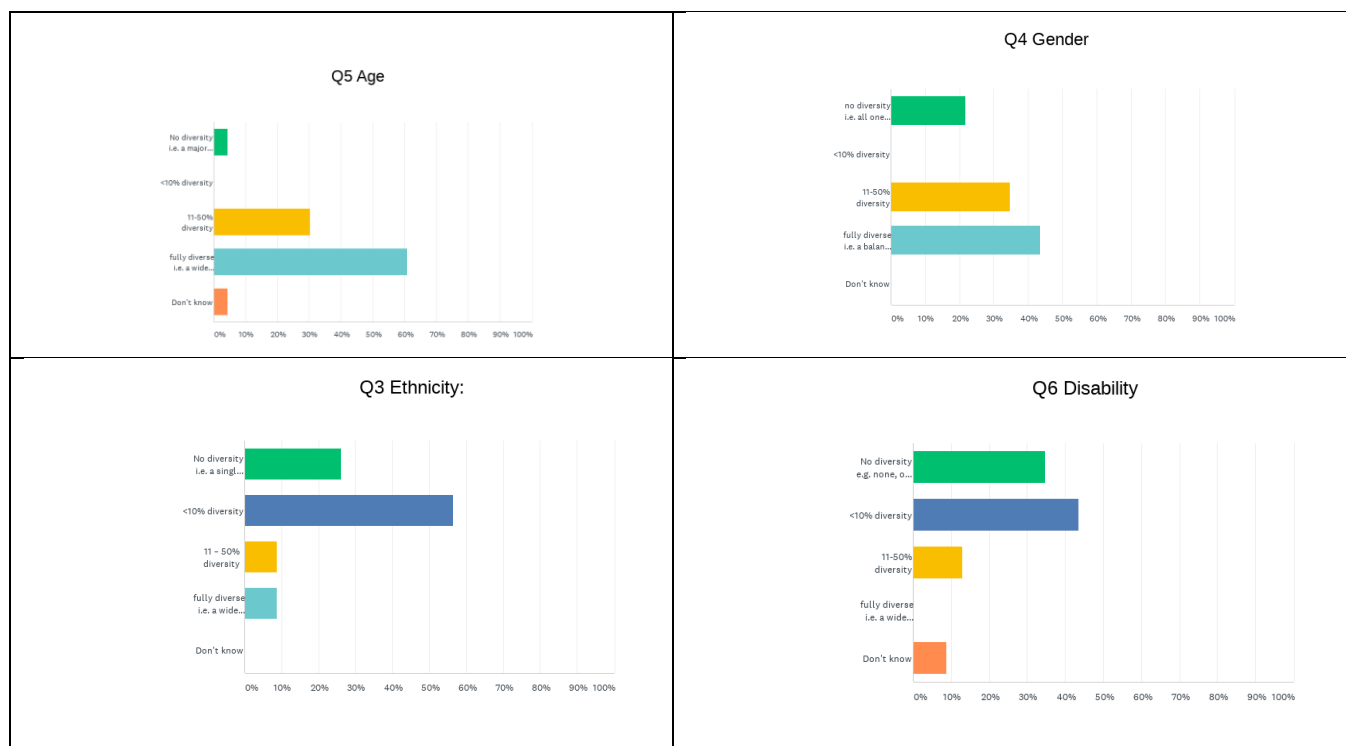 Q5 Age
No diversity
i.e. a major...
<10% diversity
11-50%
diversity
fully diverse
i.e. a wide...
Don't know
0% 10% 20% 30% 40% 50% 60% 70% 80% 90% 100%
Q4 Gender
no diversity
i.e. all one...
<10% diversity
11-50%
diversity
fully diverse
i.e. a balan...
Don't know
0% 10% 20% 30% 40% 50% 60% 70% 80% 90% 100%
Q3 Ethnicity:
No diversity
i.e. a singl...
<10% diversity
11 – 50%
diversity
fully diverse
i.e. a wide...
Don't know
0% 10% 20% 30% 40% 50% 60% 70% 80% 90% 100%
Q6 Disability
No diversity
e.g. none, o...
<10% diversity
11-50%
diversity
fully diverse
i.e. a wide...
Don't know
0% 10% 20% 30% 40% 50% 60% 70% 80% 90% 100%